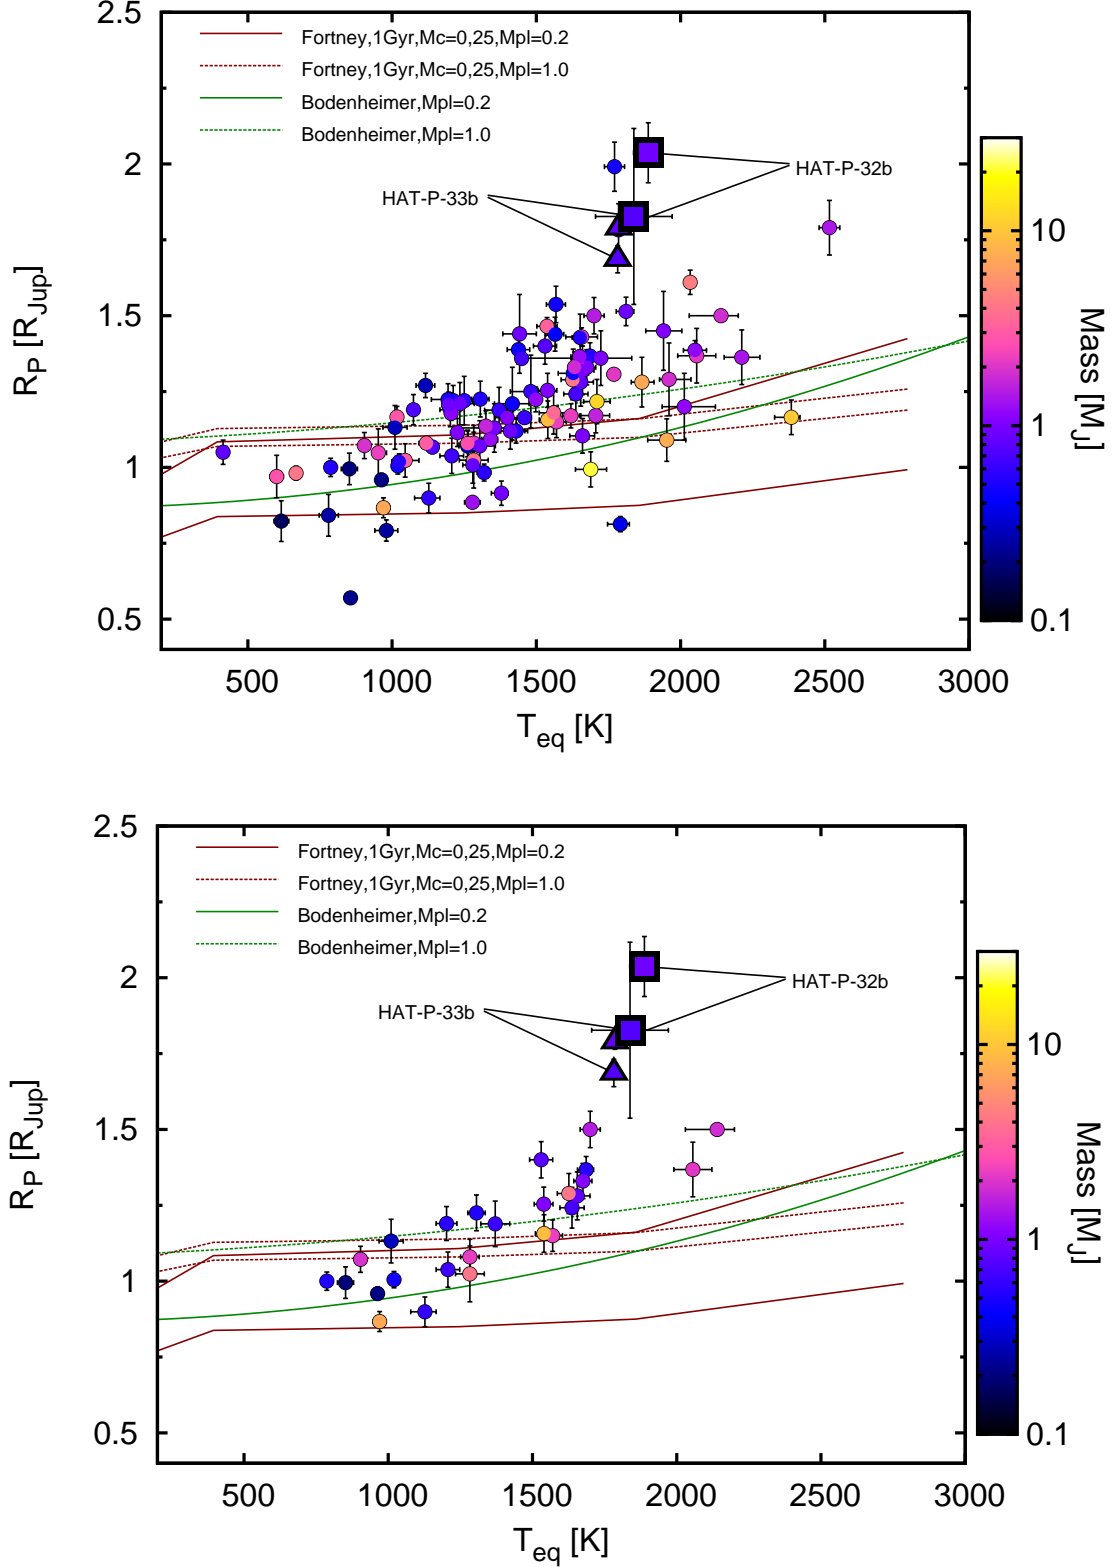 2.5
Fortney,1Gyr,Mc=0,25,Mpl=0.2
Fortney,1Gyr,Mc=0,25,Mpl=1.0
Bodenheimer,Mpl=0.2
Bodenheimer,Mpl=1.0
2
HAT-P-32b
HAT-P-33b
10
R_P [R_Jup]
1.5
Mass [M_J]
1
1
0.5
0.1
500 1000 1500 2000 2500 3000
T_eq [K]
2.5
Fortney,1Gyr,Mc=0,25,Mpl=0.2
Fortney,1Gyr,Mc=0,25,Mpl=1.0
Bodenheimer,Mpl=0.2
Bodenheimer,Mpl=1.0
2
HAT-P-32b
HAT-P-33b
10
R_P [R_Jup]
1.5
Mass [M_J]
1
1
0.5
0.1
500 1000 1500 2000 2500 3000
T_eq [K]